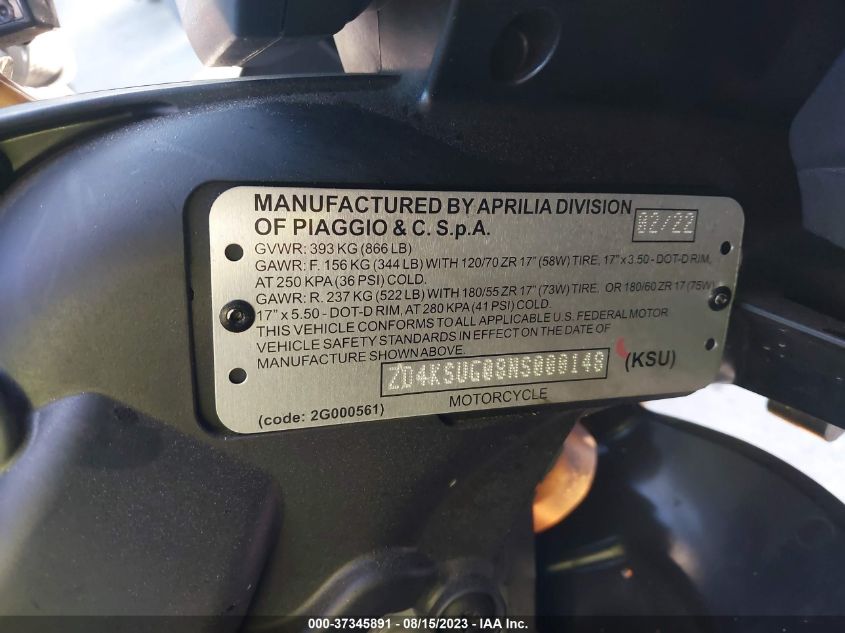 MANUFACTURED BY APRILIA DIVISION
OF PIAGGIO & C. S.p.A.
02/22
GVWR: 393 KG (866 LB)
GAWR: F. 156 KG (344 LB) WITH 120/70 ZR 17" (58W) TIRE, 17" x 3.50 - DOT-D RIM,
AT 250 KPA (36 PSI) COLD.
GAWR: R. 237 KG (522 LB) WITH 180/55 ZR 17" (73W) TIRE, OR 180/60 ZR 17 (75W)
17" x 5.50 - DOT-D RIM, AT 280 KPA (41 PSI) COLD.
THIS VEHICLE CONFORMS TO ALL APPLICABLE U.S. FEDERAL MOTOR
VEHICLE SAFETY STANDARDS IN EFFECT ON THE DATE OF
MANUFACTURE SHOWN ABOVE.
ZD4KSUG08NS000148 (KSU)
(code: 2G000561) MOTORCYCLE
000-37345891 - 08/15/2023 - IAA Inc.